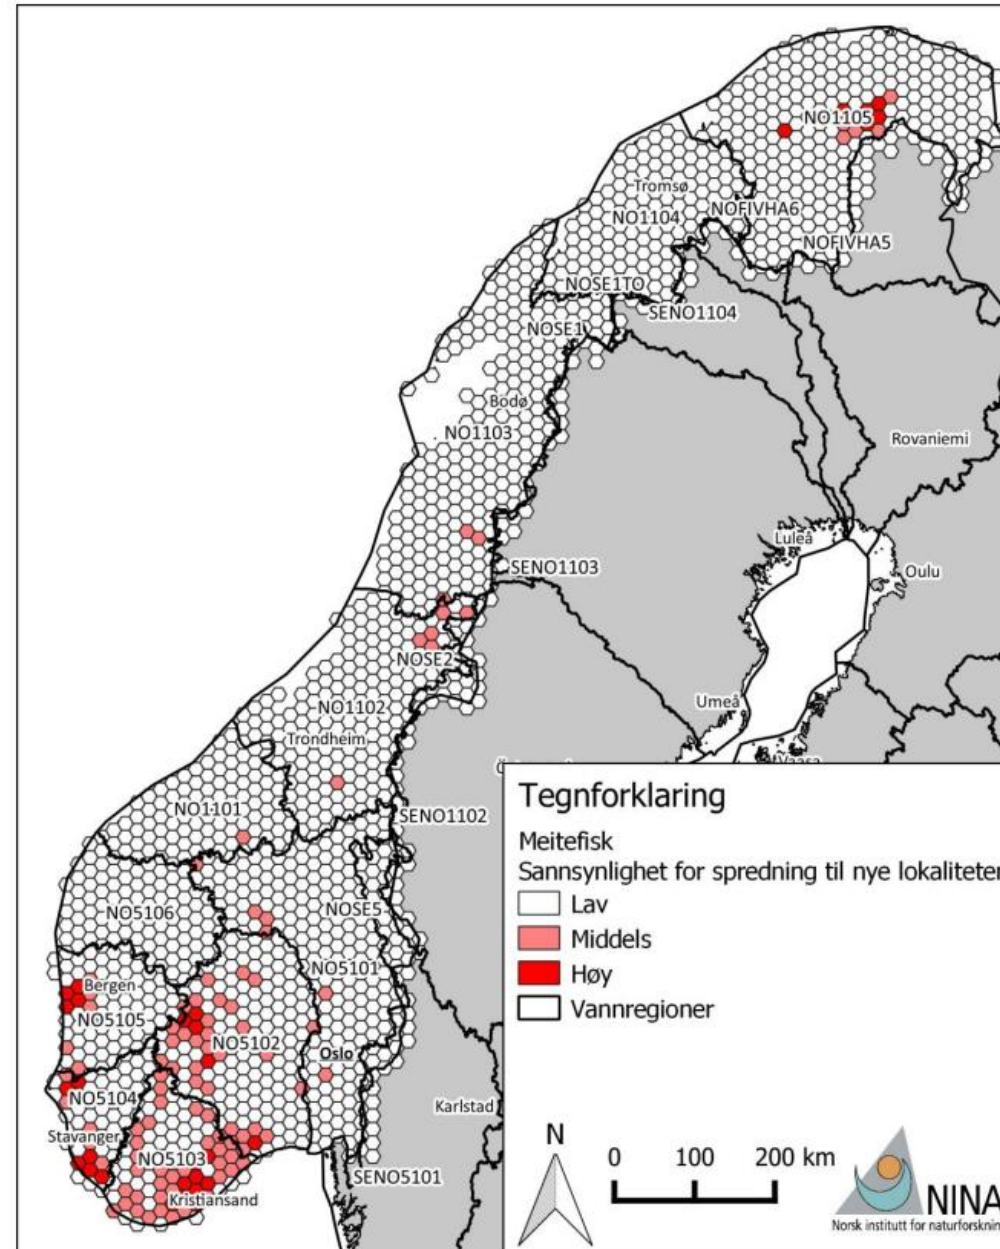 NO1105
Tromsø
NO1104
NOFIVHA6
NOFIVHA5
NOSE1TO
SENO1104
NOSE1
Bodø
NO1103
Rovaniemi
Luleå
Oulu
SENO1103
NOSE2
Umeå
NO1102
Trondheim
Vaasa
NO1101
SENO1102
NO5106
NOSE5
NO5101
Bergen
NO5105
NO5102
Oslo
NO5104
Karlstad
Stavanger
NO5103
SENO5101
Kristiansand
Tegnforklaring
Meitefisk
Sannsynlighet for spredning til nye lokaliteter
Lav
Middels
Høy
Vannregioner
N
0 100 200 km
NINA
Norsk institutt for naturforskning